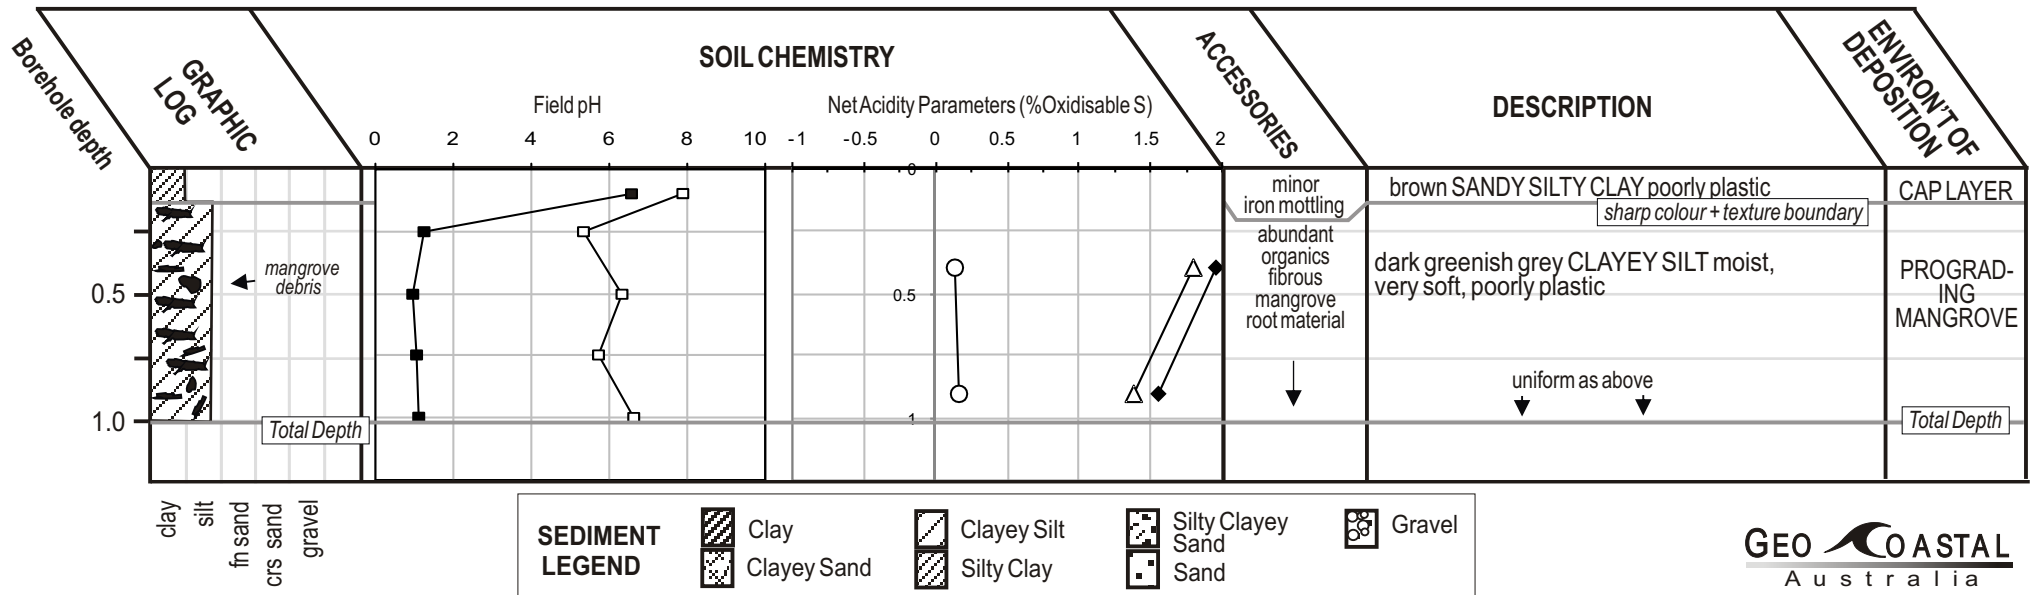 Borehole depth
GRAPHIC
LOG
SOIL CHEMISTRY
Field pH
0 2 4 6 8 10
Net Acidity Parameters (%Oxidisable S)
-1 -0.5 0 0.5 1 1.5 2
ACCESSORIES
DESCRIPTION
ENVIRON'T OF
DEPOSITION
0
minor
iron mottling
brown SANDY SILTY CLAY poorly plastic
sharp colour + texture boundary
CAP LAYER
abundant
organics
fibrous
mangrove
root material
dark greenish grey CLAYEY SILT moist,
very soft, poorly plastic
PROGRAD-
ING
MANGROVE
mangrove
debris
0.5
0.5
uniform as above
1.0
1
Total Depth
Total Depth
clay
silt
fn sand
crs sand
gravel
SEDIMENT
LEGEND
Clay
Clayey Sand
Clayey Silt
Silty Clay
Silty Clayey
Sand
Sand
Gravel
GEO COASTAL
Australia